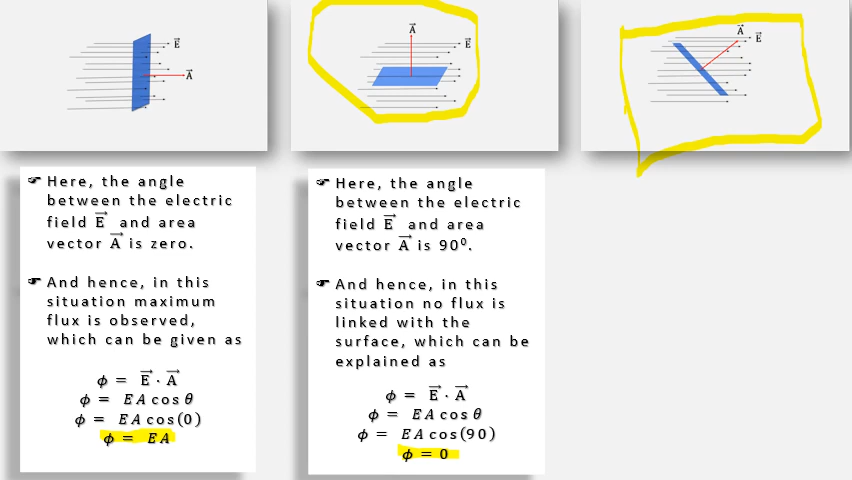 E⃗
A⃗
A⃗
E⃗
A⃗
E⃗
☞ Here, the angle
between the electric
field E⃗ and area
vector A⃗ is zero.
☞ And hence, in this
situation maximum
flux is observed,
which can be given as
ϕ = E⃗ · A⃗
ϕ = EA cos θ
ϕ = EA cos(0)
ϕ = EA
☞ Here, the angle
between the electric
field E⃗ and area
vector A⃗ is 90⁰.
☞ And hence, in this
situation no flux is
linked with the
surface, which can be
explained as
ϕ = E⃗ · A⃗
ϕ = EA cos θ
ϕ = EA cos(90)
ϕ = 0